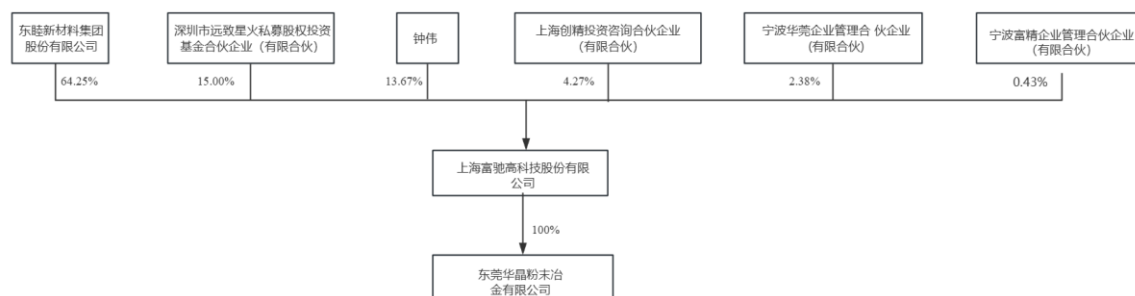 东睦新材料集团
股份有限公司
深圳市远致星火私募股权投资
基金合伙企业（有限合伙）
钟伟
上海创精投资咨询合伙企业
（有限合伙）
宁波华莞企业管理合 伙企业
（有限合伙）
宁波富精企业管理合伙企业
（有限合伙）
64.25%
15.00%
13.67%
4.27%
2.38%
0.43%
上海富驰高科技股份有限
公司
100%
东莞华晶粉末冶
金有限公司